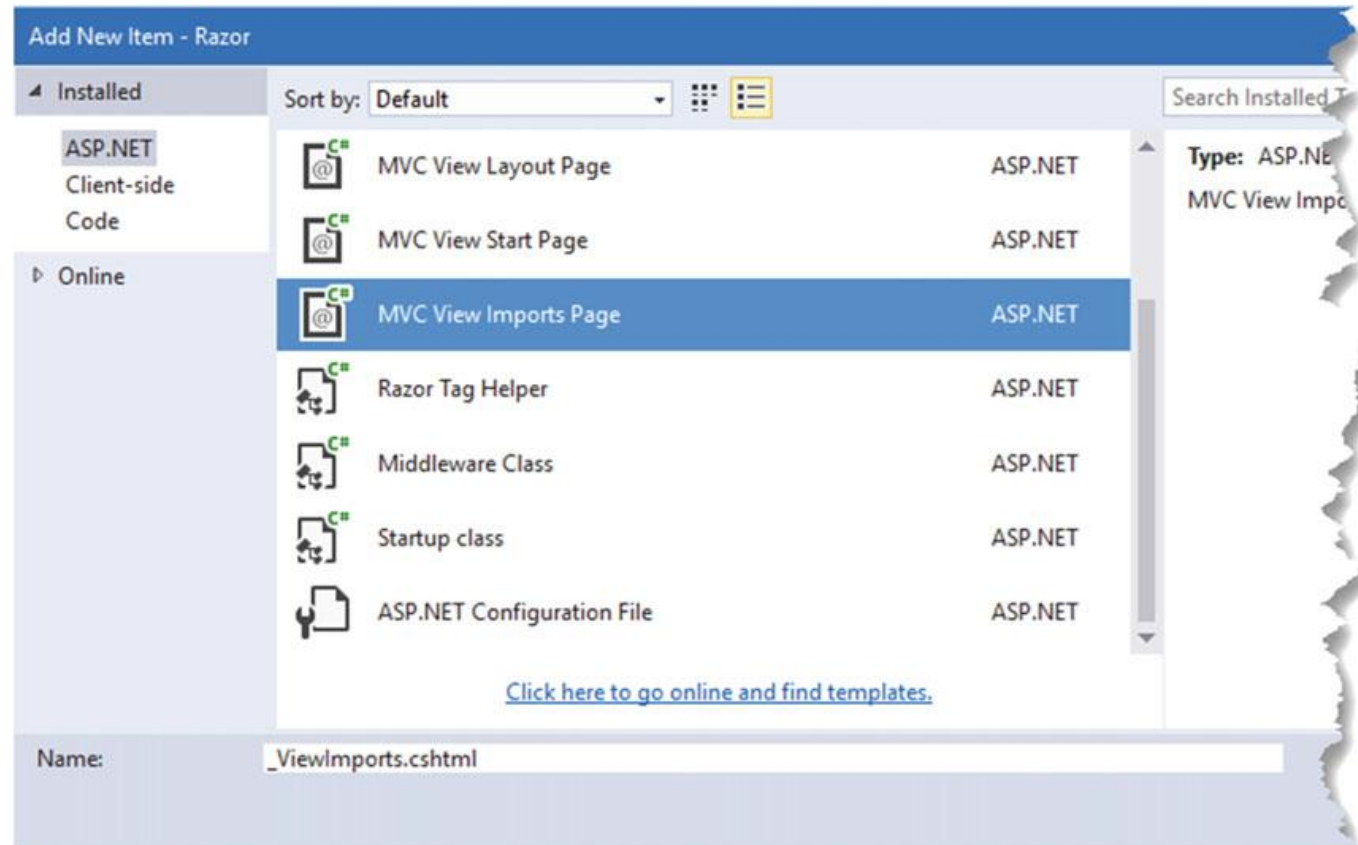 Add New Item - Razor
Installed
ASP.NET
Client-side
Code
Online
Sort by: Default
MVC View Layout Page ASP.NET
MVC View Start Page ASP.NET
MVC View Imports Page ASP.NET
Razor Tag Helper ASP.NET
Middleware Class ASP.NET
Startup class ASP.NET
ASP.NET Configuration File ASP.NET
Click here to go online and find templates.
Search Installed
Type: ASP.NE
MVC View Impo
Name: _ViewImports.cshtml